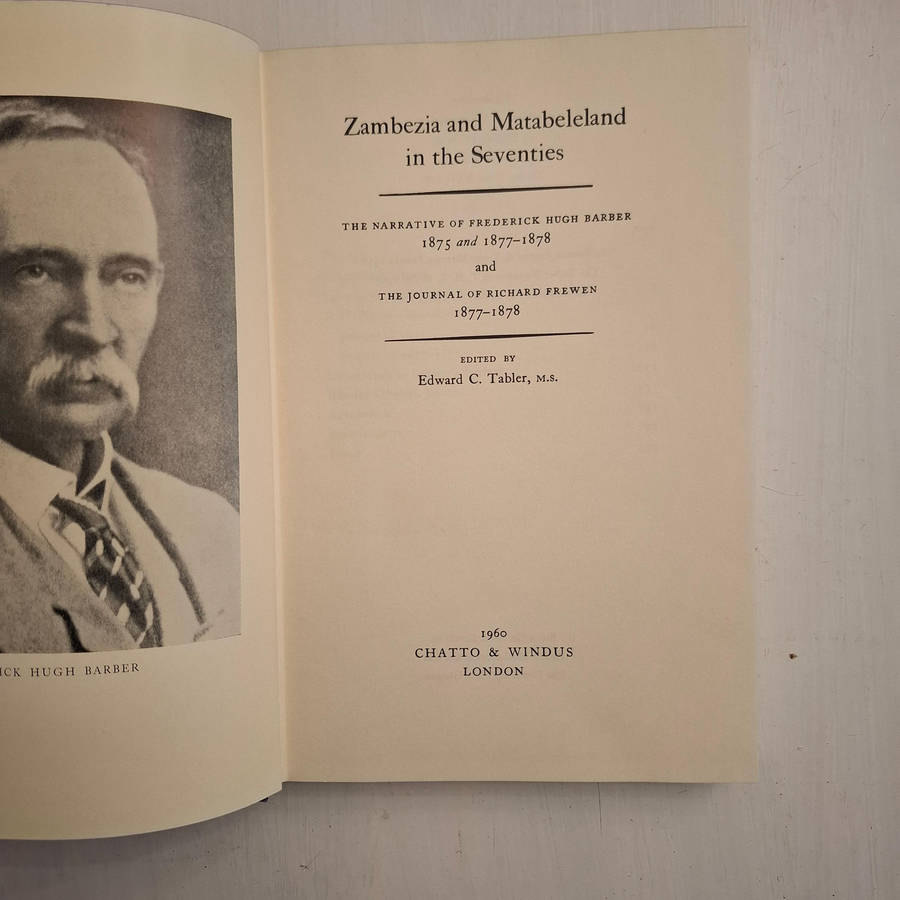 ICK HUGH BARBER
Zambezia and Matabeleland
in the Seventies
THE NARRATIVE OF FREDERICK HUGH BARBER
1875 and 1877–1878
and
THE JOURNAL OF RICHARD FREWEN
1877–1878
EDITED BY
Edward C. Tabler, M.S.
1960
CHATTO & WINDUS
LONDON